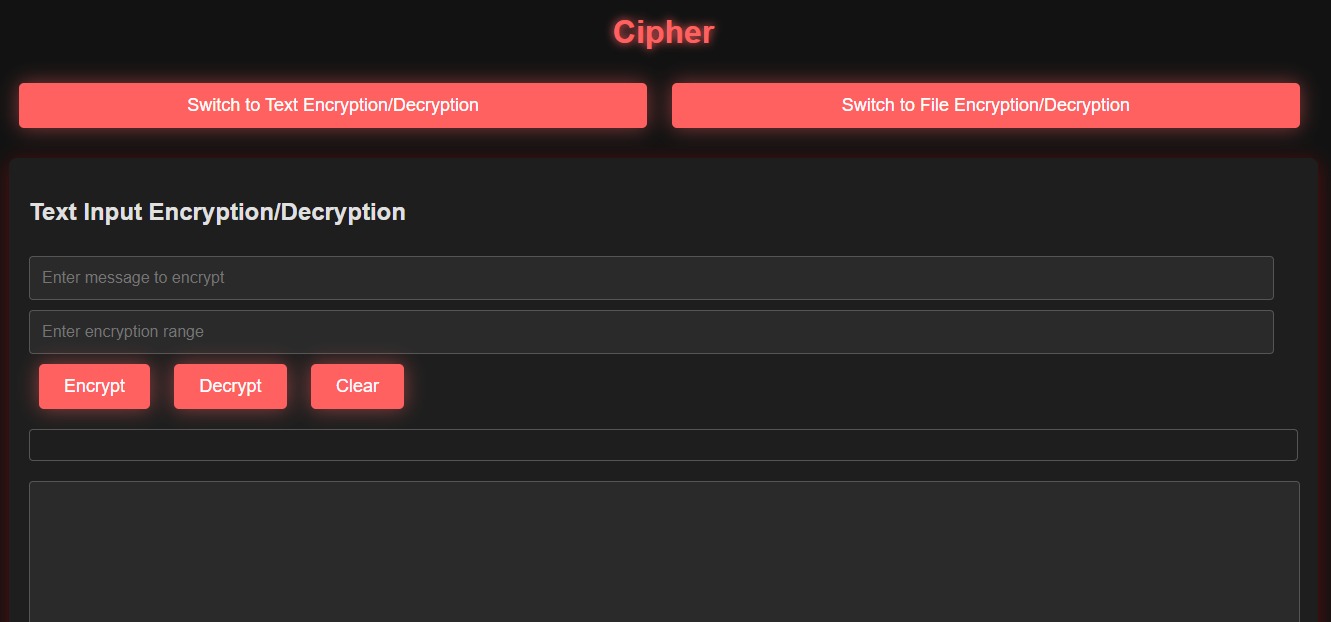 Cipher
Switch to Text Encryption/Decryption
Switch to File Encryption/Decryption
Text Input Encryption/Decryption
Enter message to encrypt
Enter encryption range
Encrypt
Decrypt
Clear